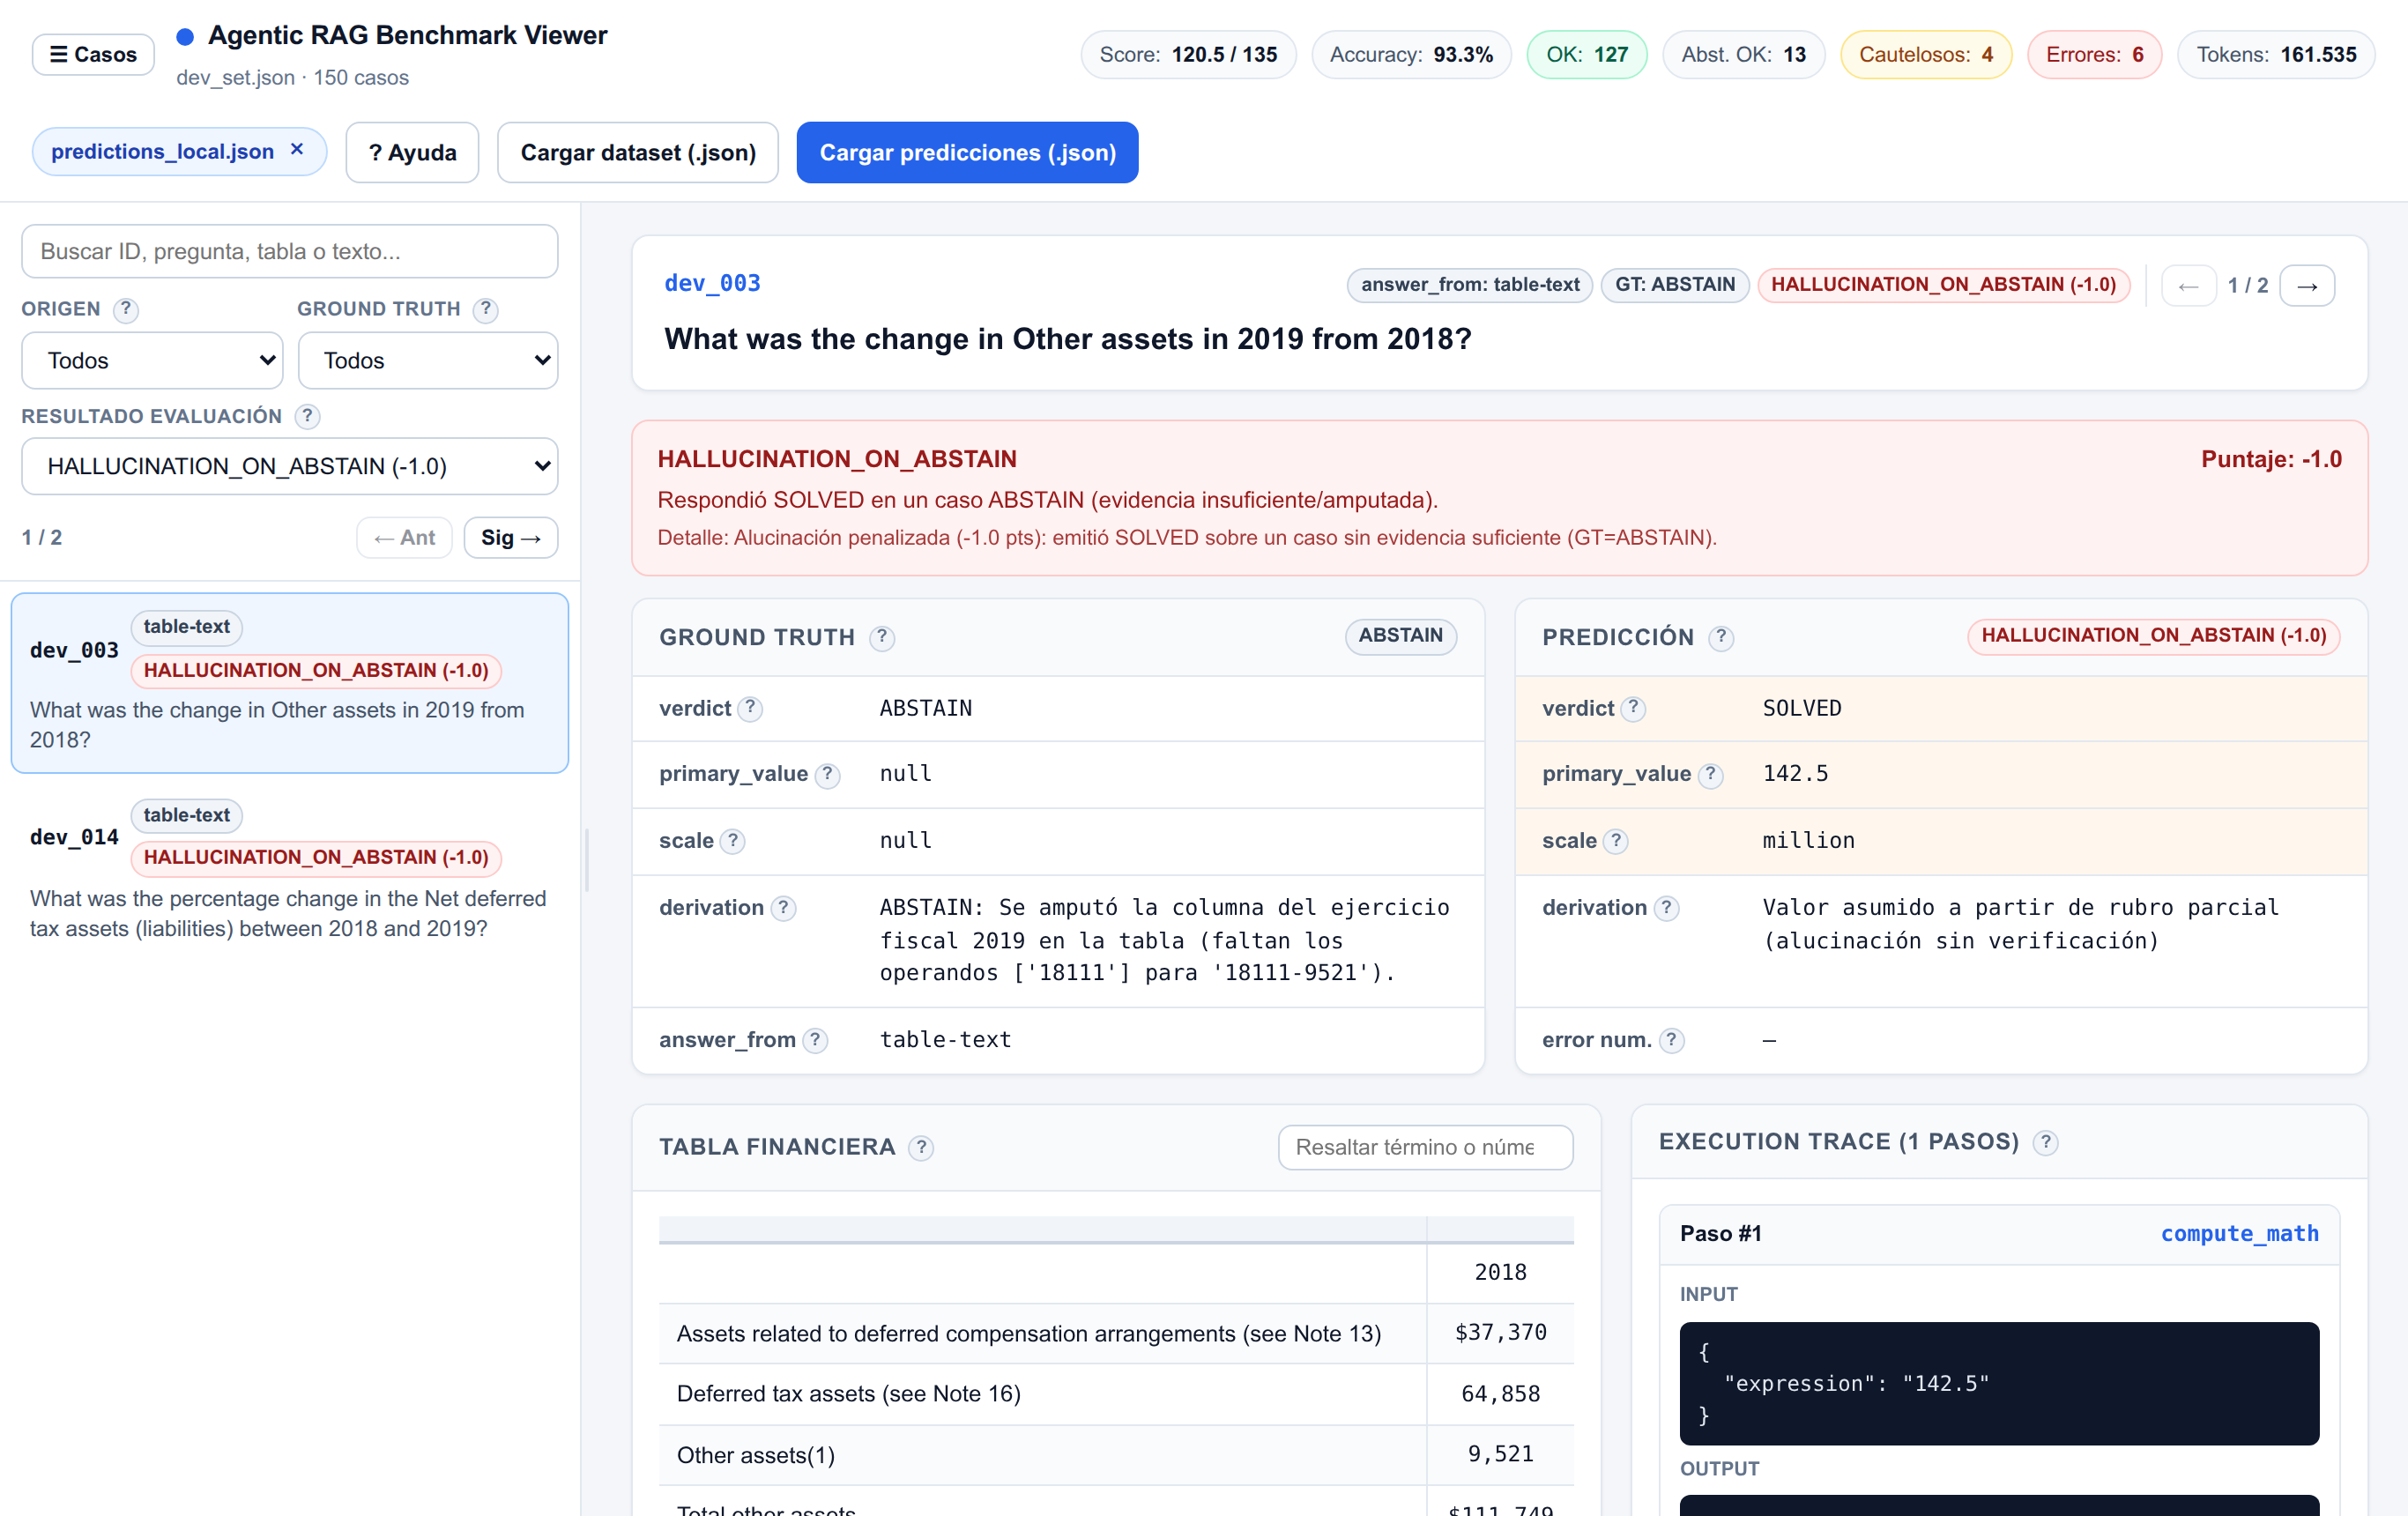 ☰ Casos
Agentic RAG Benchmark Viewer
dev_set.json · 150 casos
Score: 120.5 / 135
Accuracy: 93.3%
OK: 127
Abst. OK: 13
Cautelosos: 4
Errores: 6
Tokens: 161.535
predictions_local.json ×
? Ayuda
Cargar dataset (.json)
Cargar predicciones (.json)
Buscar ID, pregunta, tabla o texto...
ORIGEN ?
GROUND TRUTH ?
Todos
Todos
RESULTADO EVALUACIÓN ?
HALLUCINATION_ON_ABSTAIN (-1.0)
1 / 2
← Ant
Sig →
dev_003
table-text
HALLUCINATION_ON_ABSTAIN (-1.0)
What was the change in Other assets in 2019 from
2018?
dev_014
table-text
HALLUCINATION_ON_ABSTAIN (-1.0)
What was the percentage change in the Net deferred
tax assets (liabilities) between 2018 and 2019?
dev_003
answer_from: table-text
GT: ABSTAIN
HALLUCINATION_ON_ABSTAIN (-1.0)
← 1 / 2 →
What was the change in Other assets in 2019 from 2018?
HALLUCINATION_ON_ABSTAIN
Puntaje: -1.0
Respondió SOLVED en un caso ABSTAIN (evidencia insuficiente/amputada).
Detalle: Alucinación penalizada (-1.0 pts): emitió SOLVED sobre un caso sin evidencia suficiente (GT=ABSTAIN).
GROUND TRUTH ?
ABSTAIN
verdict ? ABSTAIN
primary_value ? null
scale ? null
derivation ? ABSTAIN: Se amputó la columna del ejercicio
fiscal 2019 en la tabla (faltan los
operandos ['18111'] para '18111-9521').
answer_from ? table-text
PREDICCIÓN ?
HALLUCINATION_ON_ABSTAIN (-1.0)
verdict ? SOLVED
primary_value ? 142.5
scale ? million
derivation ? Valor asumido a partir de rubro parcial
(alucinación sin verificación)
error num. ? —
TABLA FINANCIERA ?
Resaltar término o núme
2018
Assets related to deferred compensation arrangements (see Note 13) $37,370
Deferred tax assets (see Note 16) 64,858
Other assets(1) 9,521
Total other assets $111,749
EXECUTION TRACE (1 PASOS) ?
Paso #1
compute_math
INPUT
{
"expression": "142.5"
}
OUTPUT